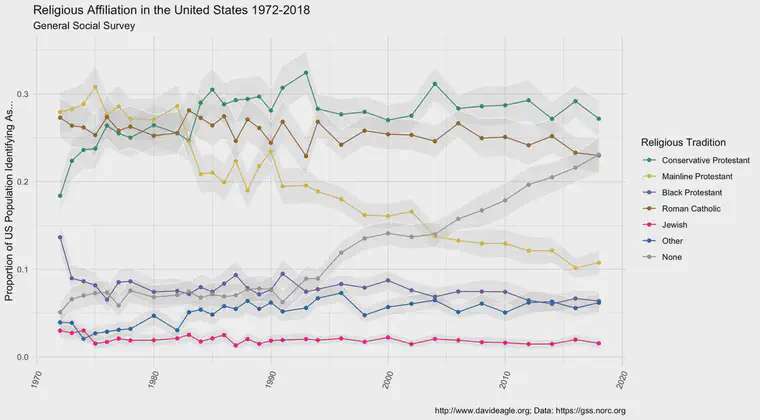 Religious Affiliation in the United States 1972-2018
General Social Survey
Proportion of US Population Identifying As...
0.3
0.2
0.1
0.0
1970
1980
1990
2000
2010
2020
Religious Tradition
Conservative Protestant
Mainline Protestant
Black Protestant
Roman Catholic
Jewish
Other
None
http://www.davideagle.org; Data: https://gss.norc.org